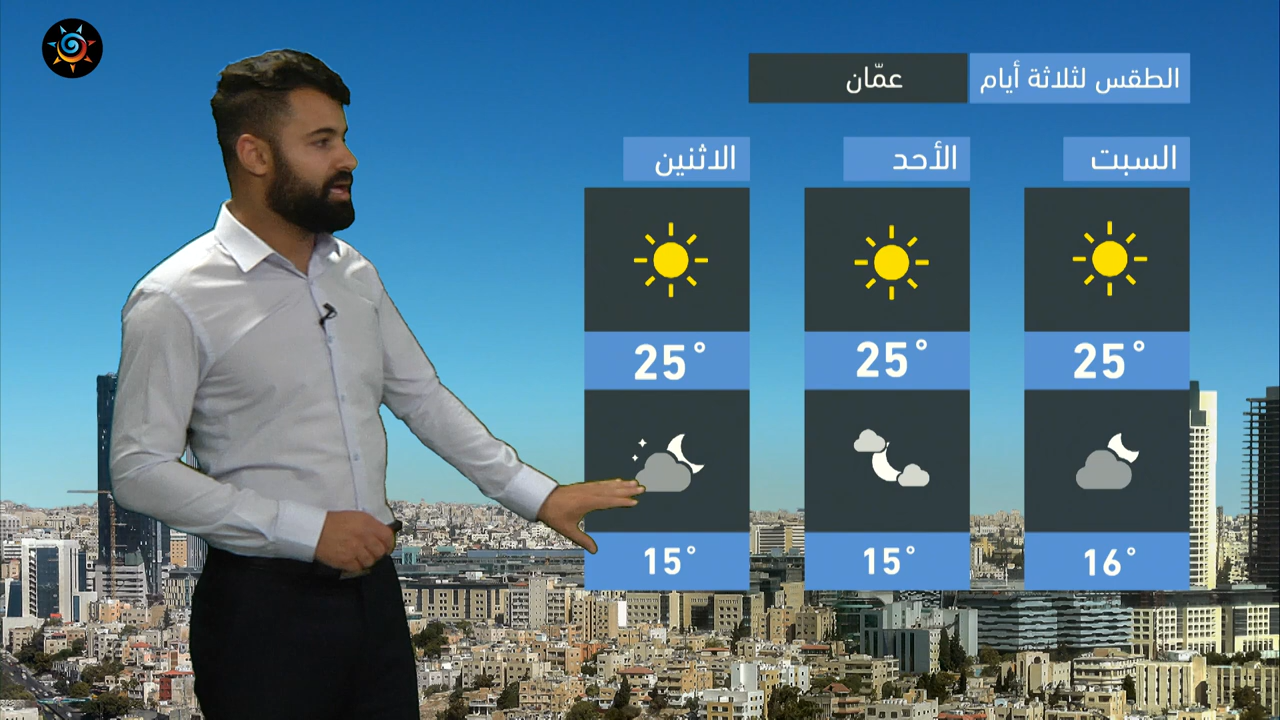 الطقس لثلاثة أيام
عمّان
السبت
الأحد
الاثنين
25°
25°
25°
16°
15°
15°